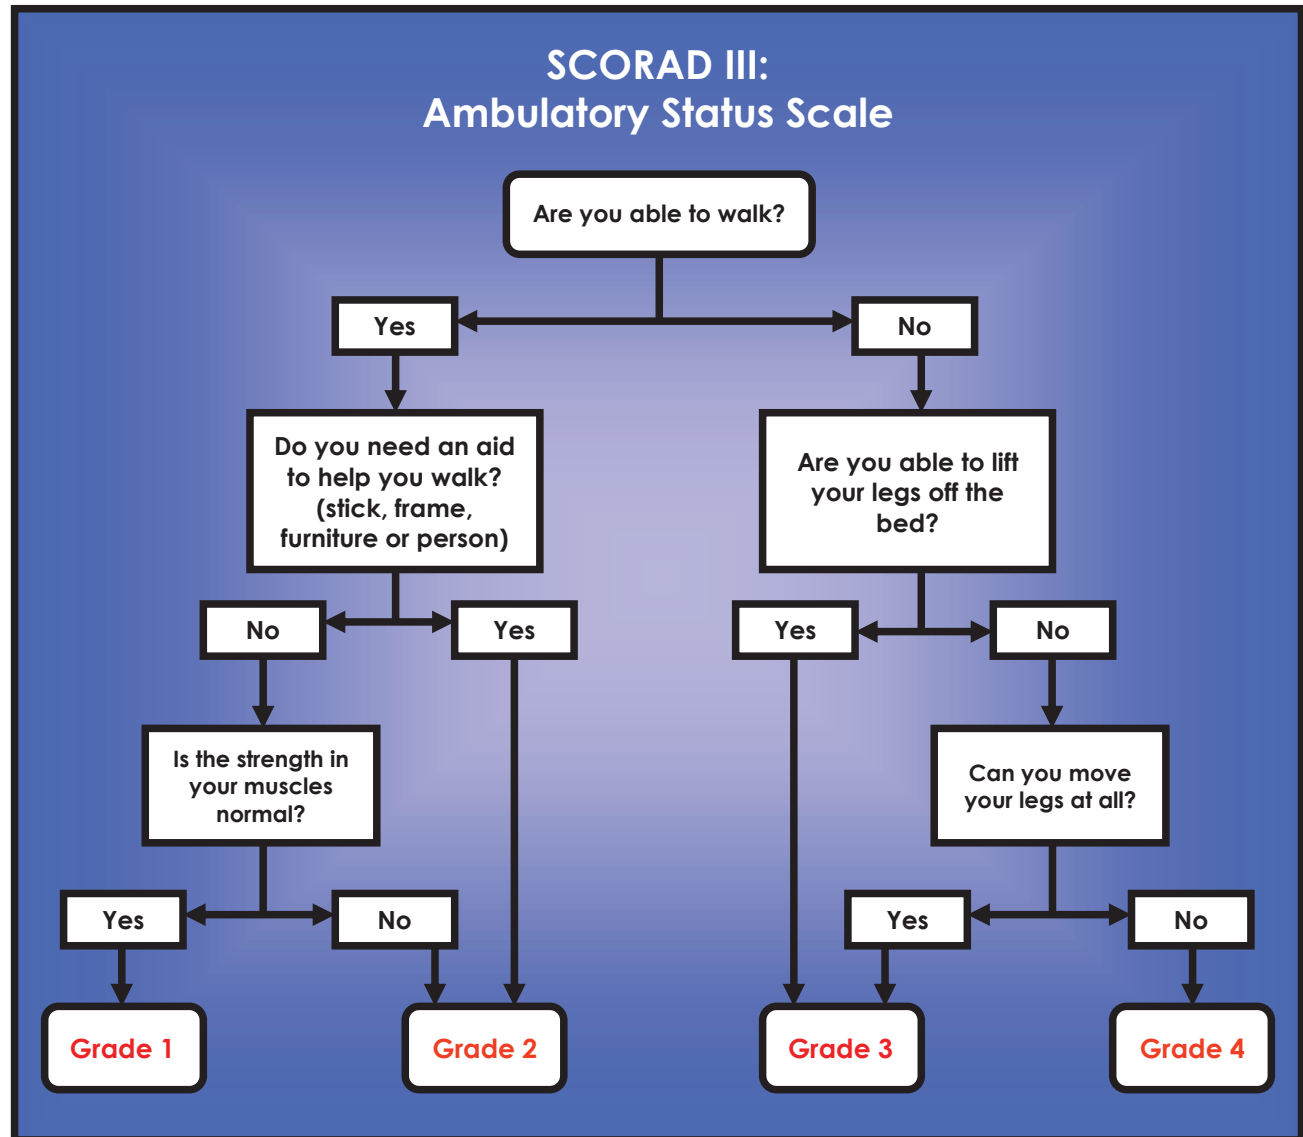 SCORAD III:
Ambulatory Status Scale
Are you able to walk?
Yes
No
Do you need an aid
to help you walk?
(stick, frame,
furniture or person)
Are you able to lift
your legs off the
bed?
No
Yes
Yes
No
Is the strength in
your muscles
normal?
Can you move
your legs at all?
Yes
No
Yes
No
Grade 1
Grade 2
Grade 3
Grade 4